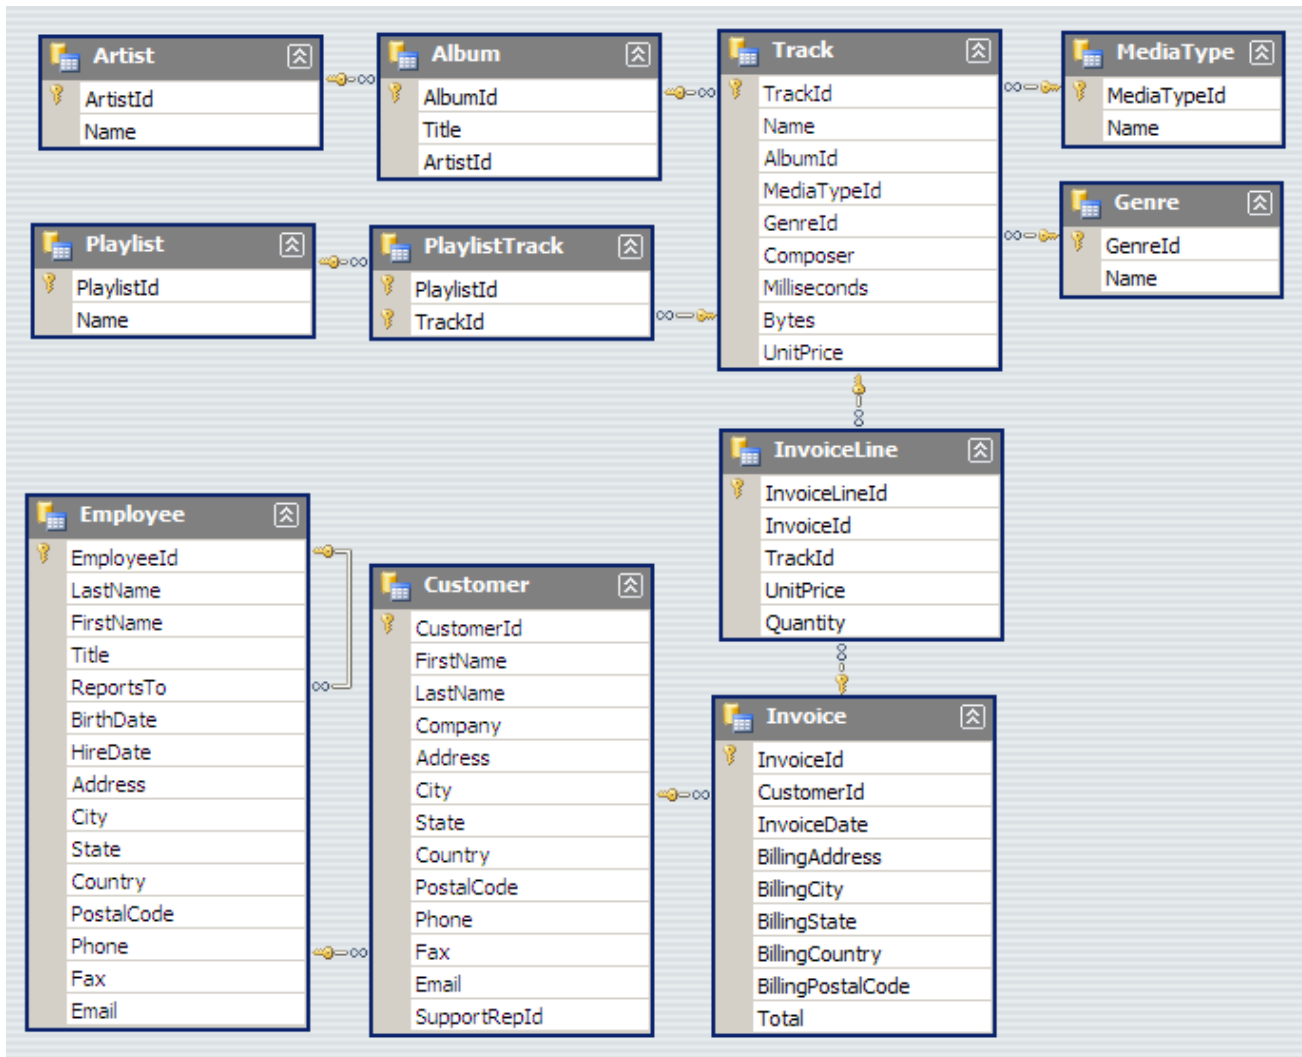 Artist
ArtistId
Name
Album
AlbumId
Title
ArtistId
Track
TrackId
Name
AlbumId
MediaTypeId
GenreId
Composer
Milliseconds
Bytes
UnitPrice
MediaType
MediaTypeId
Name
Genre
GenreId
Name
Playlist
PlaylistId
Name
PlaylistTrack
PlaylistId
TrackId
InvoiceLine
InvoiceLineId
InvoiceId
TrackId
UnitPrice
Quantity
Employee
EmployeeId
LastName
FirstName
Title
ReportsTo
BirthDate
HireDate
Address
City
State
Country
PostalCode
Phone
Fax
Email
Customer
CustomerId
FirstName
LastName
Company
Address
City
State
Country
PostalCode
Phone
Fax
Email
SupportRepId
Invoice
InvoiceId
CustomerId
InvoiceDate
BillingAddress
BillingCity
BillingState
BillingCountry
BillingPostalCode
Total